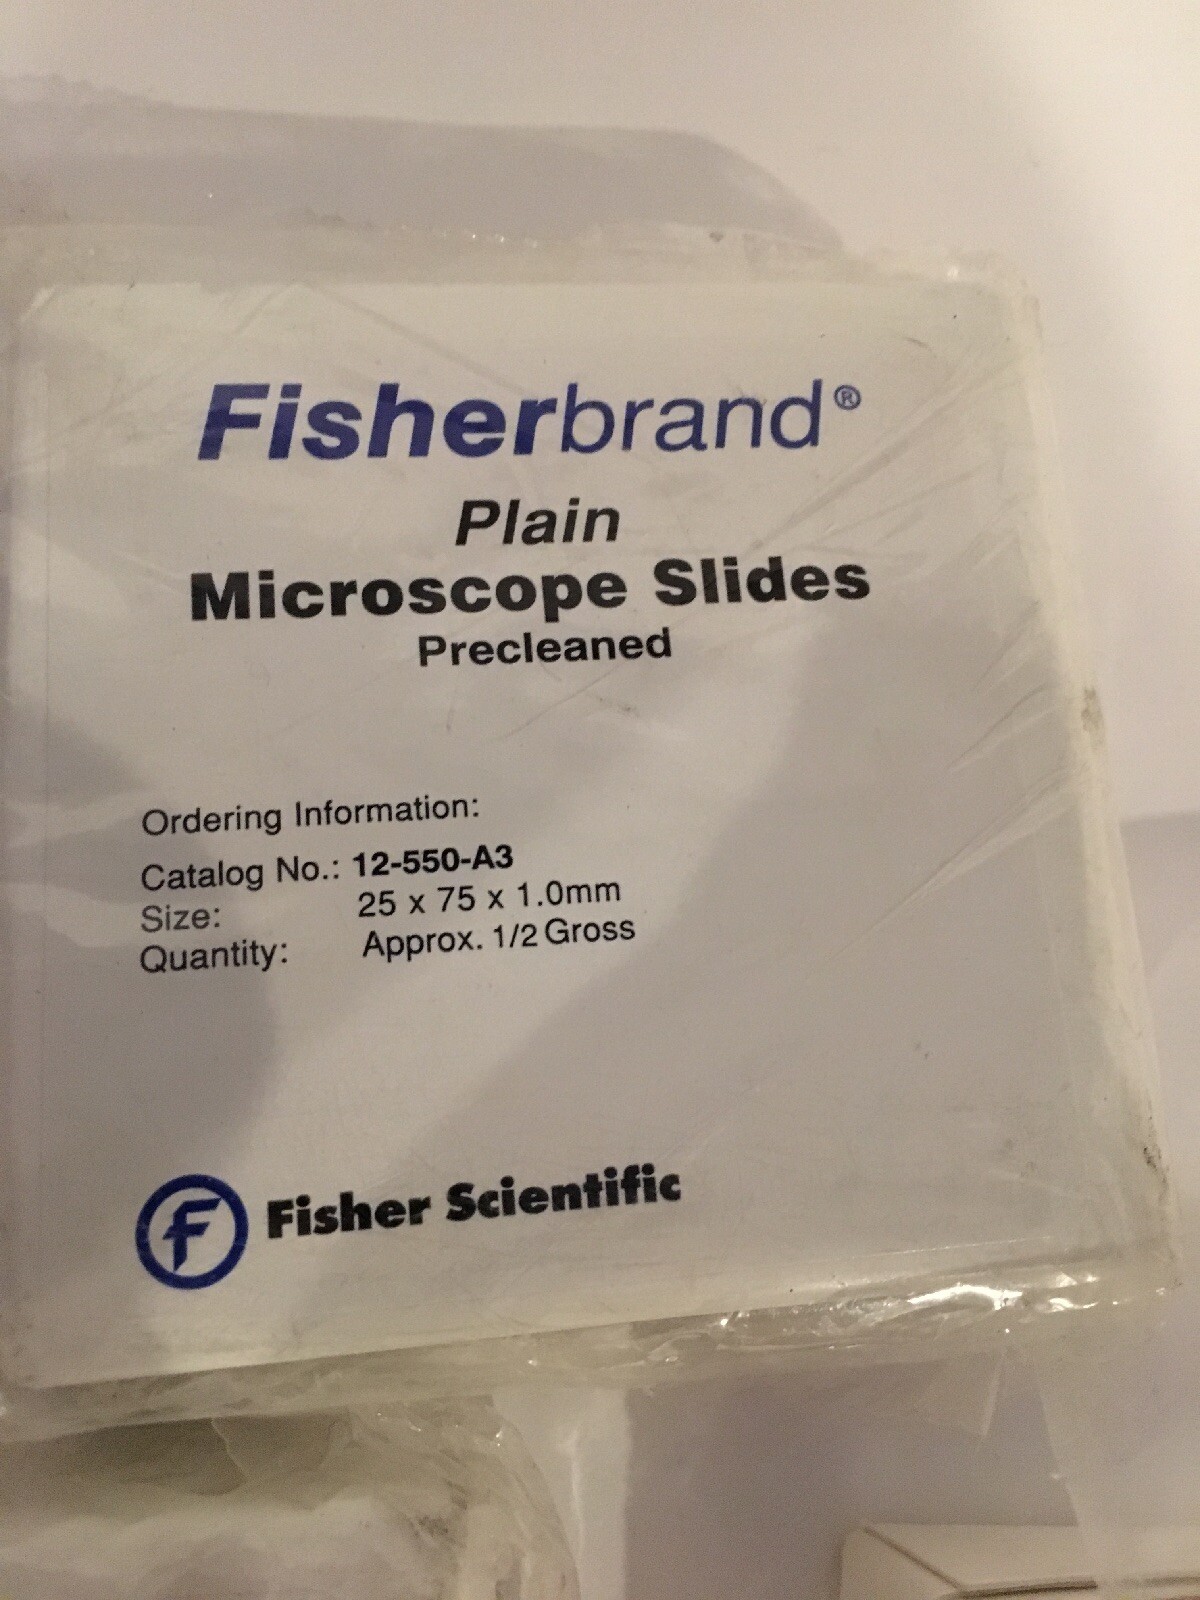 Fisherbrand®
Plain
Microscope Slides
Precleaned
Ordering Information:
Catalog No.: 12-550-A3
Size: 25 x 75 x 1.0mm
Quantity: Approx. 1/2 Gross
F Fisher Scientific